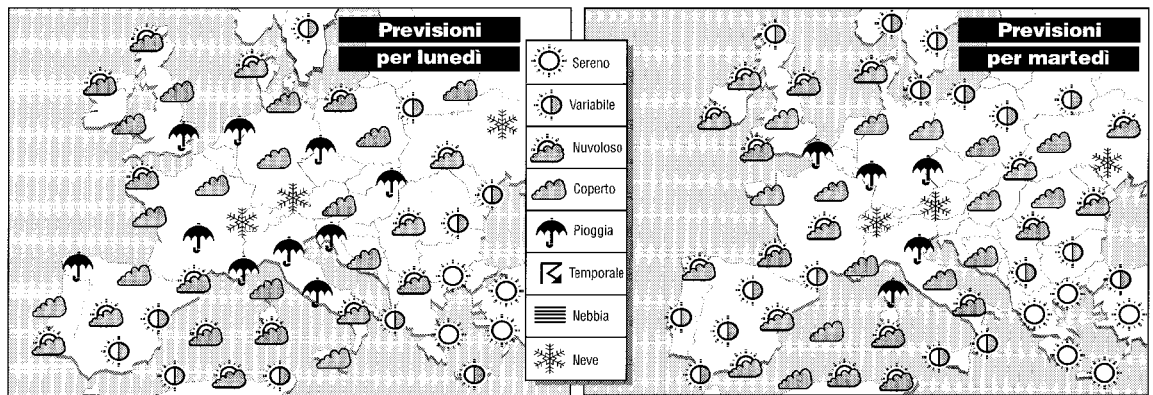 Previsioni
per lunedì
Sereno
Variabile
Nuvoloso
Coperto
Pioggia
Temporale
Nebbia
Neve
Previsioni
per martedì